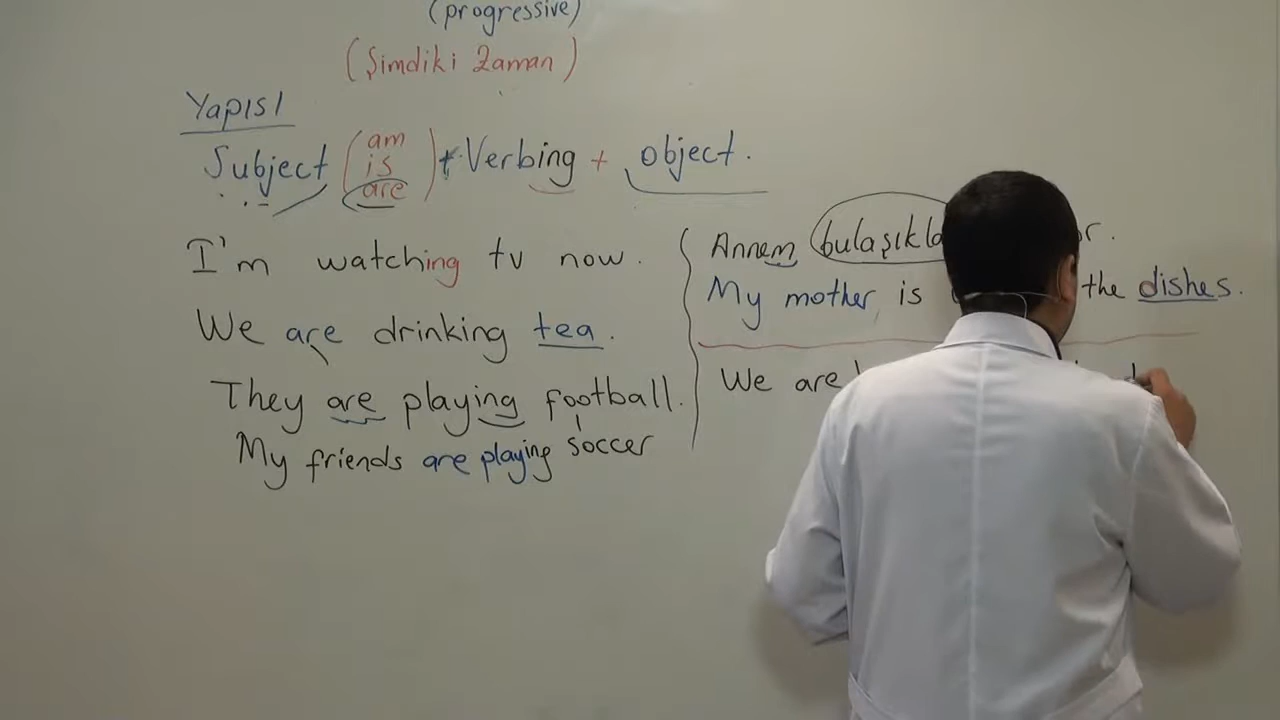 (progressive)
(Şimdiki Zaman)
Yapısı
Subject (am is are) + Verbing + object.
I'm watching tv now.
We are drinking tea.
They are playing football.
My friends are playing soccer
Annem
My mother is the dishes.
We are